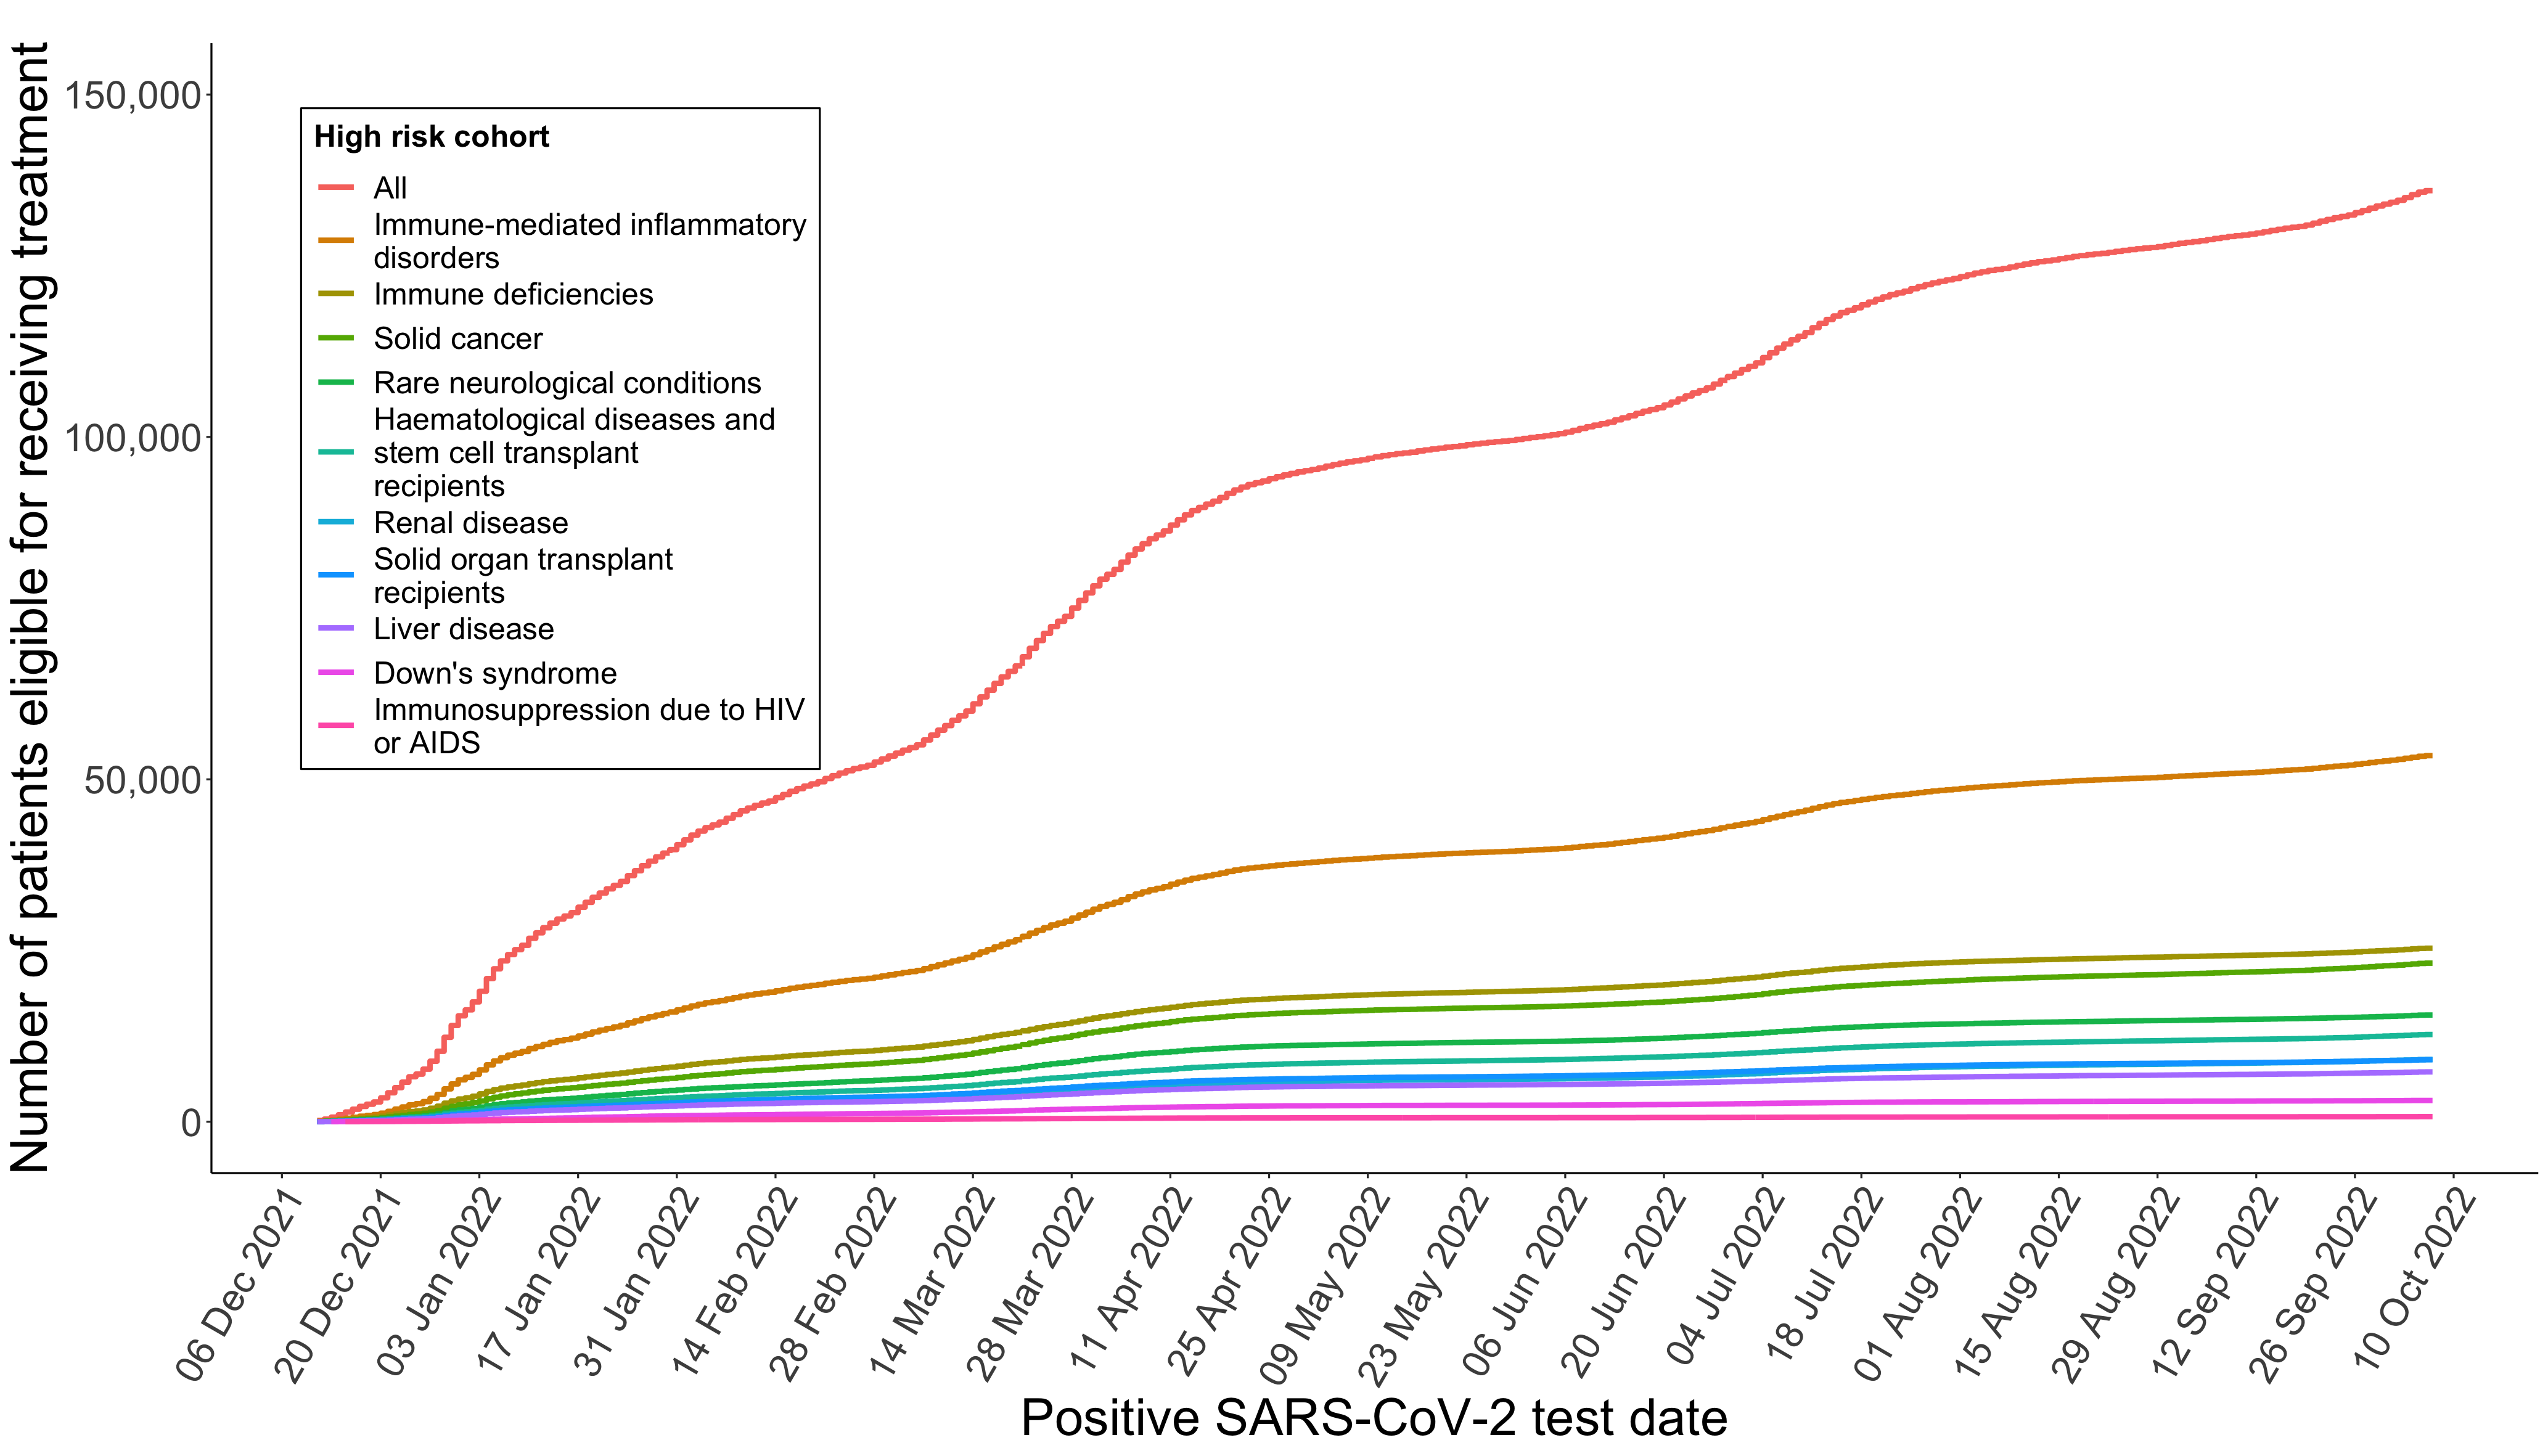 Number of patients eligible for receiving treatment
150,000
100,000
50,000
0
High risk cohort
All
Immune-mediated inflammatory
disorders
Immune deficiencies
Solid cancer
Rare neurological conditions
Haematological diseases and
stem cell transplant
recipients
Renal disease
Solid organ transplant
recipients
Liver disease
Down's syndrome
Immunosuppression due to HIV
or AIDS
06 Dec 2021
20 Dec 2021
03 Jan 2022
17 Jan 2022
31 Jan 2022
14 Feb 2022
28 Feb 2022
14 Mar 2022
28 Mar 2022
11 Apr 2022
25 Apr 2022
09 May 2022
23 May 2022
06 Jun 2022
20 Jun 2022
04 Jul 2022
18 Jul 2022
01 Aug 2022
15 Aug 2022
29 Aug 2022
12 Sep 2022
26 Sep 2022
10 Oct 2022
Positive SARS-CoV-2 test date